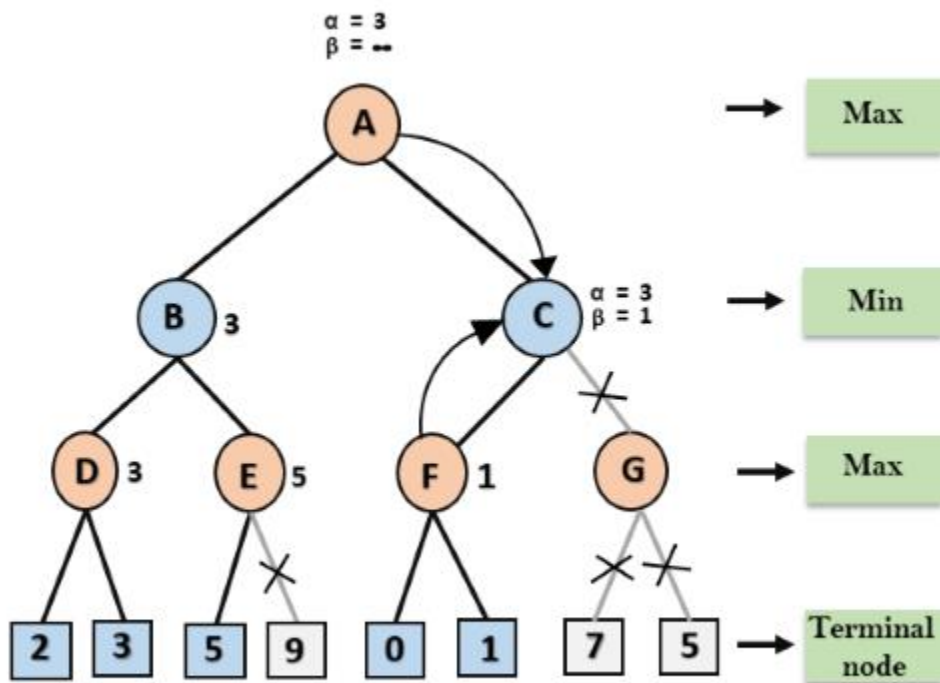 α = 3
β = ∞
A
Max
B
3
C
α = 3
β = 1
Min
D
3
E
5
F
1
G
Max
2
3
5
9
0
1
7
5
Terminal
node